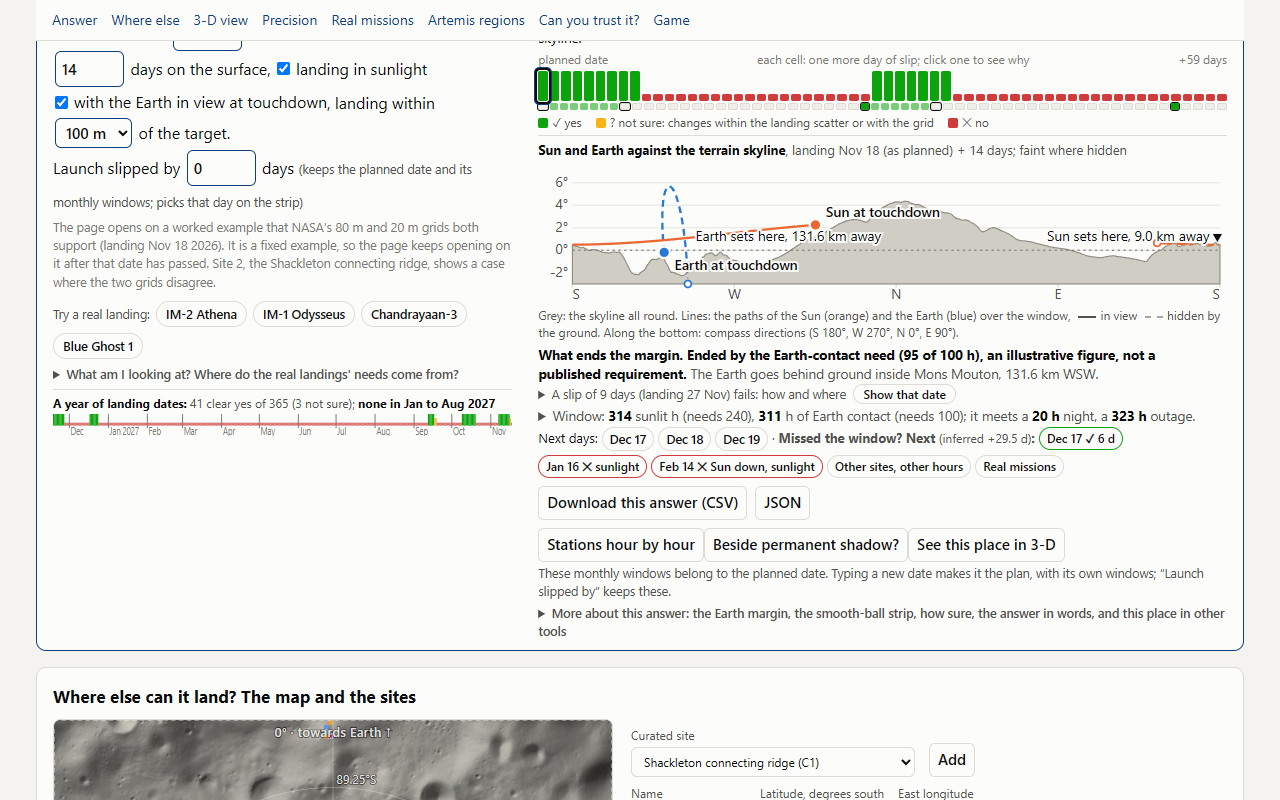 Answer Where else 3-D view Precision Real missions Artemis regions Can you trust it? Game
14 days on the surface, landing in sunlight
with the Earth in view at touchdown, landing within
100 m of the target.
Launch slipped by 0 days (keeps the planned date and its
monthly windows; picks that day on the strip)
The page opens on a worked example that NASA's 80 m and 20 m grids both
support (landing Nov 18 2026). It is a fixed example, so the page keeps opening on
it after that date has passed. Site 2, the Shackleton connecting ridge, shows a case
where the two grids disagree.
Try a real landing: IM-2 Athena IM-1 Odysseus Chandrayaan-3
Blue Ghost 1
▶ What am I looking at? Where do the real landings' needs come from?
A year of landing dates: 41 clear yes of 365 (3 not sure); none in Jan to Aug 2027
Dec Jan 2027 Feb Mar Apr May Jun Jul Aug Sep Oct Nov
skyline.
planned date each cell: one more day of slip; click one to see why +59 days
✓ yes ? not sure: changes within the landing scatter or with the grid ✕ no
Sun and Earth against the terrain skyline, landing Nov 18 (as planned) + 14 days; faint where hidden
6°
4°
2°
0°
-2°
Sun at touchdown
Earth sets here, 131.6 km away
Sun sets here, 9.0 km away ▼
Earth at touchdown
S W N E S
Grey: the skyline all round. Lines: the paths of the Sun (orange) and the Earth (blue) over the window, — in view – – hidden by
the ground. Along the bottom: compass directions (S 180°, W 270°, N 0°, E 90°).
What ends the margin. Ended by the Earth-contact need (95 of 100 h), an illustrative figure, not a
published requirement. The Earth goes behind ground inside Mons Mouton, 131.6 km WSW.
▶ A slip of 9 days (landing 27 Nov) fails: how and where Show that date
▶ Window: 314 sunlit h (needs 240), 311 h of Earth contact (needs 100); it meets a 20 h night, a 323 h outage.
Next days: Dec 17 Dec 18 Dec 19 · Missed the window? Next (inferred +29.5 d): Dec 17 ✓ 6 d
Jan 16 ✕ sunlight Feb 14 ✕ Sun down, sunlight Other sites, other hours Real missions
Download this answer (CSV) JSON
Stations hour by hour Beside permanent shadow? See this place in 3-D
These monthly windows belong to the planned date. Typing a new date makes it the plan, with its own windows; “Launch
slipped by” keeps these.
▶ More about this answer: the Earth margin, the smooth-ball strip, how sure, the answer in words, and this place in other
tools
Where else can it land? The map and the sites
0° · towards Earth ↑
89.25°S
Curated site
Shackleton connecting ridge (C1) Add
Name Latitude, degrees south East longitude